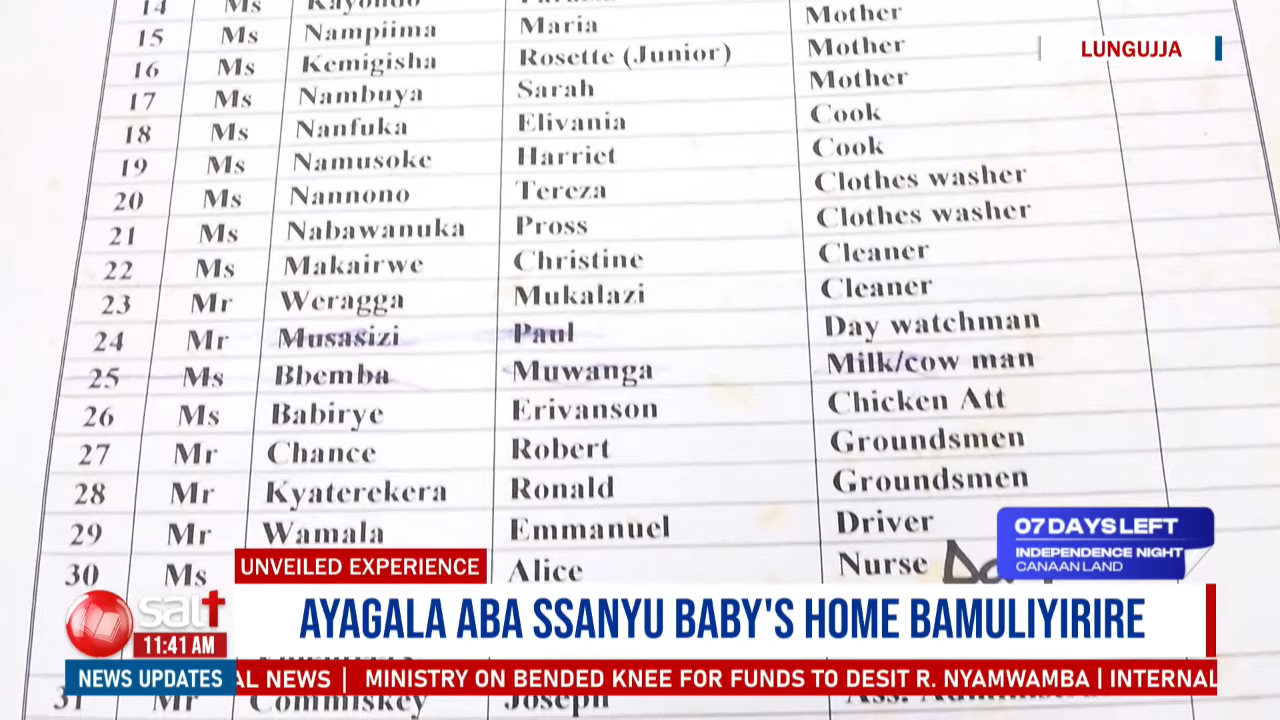 14 Ms Kayondo
15 Ms Nampiima Maria Mother
16 Ms Kemigisha Rosette (Junior) Mother
17 Ms Nambuya Sarah Mother
18 Ms Nanfuka Elivania Cook
19 Ms Namusoke Harriet Cook
20 Ms Nannono Tereza Clothes washer
21 Ms Nabawanuka Pross Clothes washer
22 Ms Makairwe Christine Cleaner
23 Mr Weragga Mukalazi Cleaner
24 Mr Musasizi Paul Day watchman
25 Ms Bbemba Muwanga Milk/cow man
26 Ms Babirye Erivanson Chicken Att
27 Mr Chance Robert Groundsmen
28 Mr Kyaterekera Ronald Groundsmen
29 Mr Wamala Emmanuel Driver
30 Ms Alice Nurse
31 Mr Commiskey Joseph
LUNGUJJA
07 DAYS LEFT
INDEPENDENCE NIGHT
CANAAN LAND
UNVEILED EXPERIENCE
salt
11:41 AM
AYAGALA ABA SSANYU BABY'S HOME BAMULIYIRIRE
NEWS UPDATES
AL NEWS | MINISTRY ON BENDED KNEE FOR FUNDS TO DESIT R. NYAMWAMBA | INTERNAL